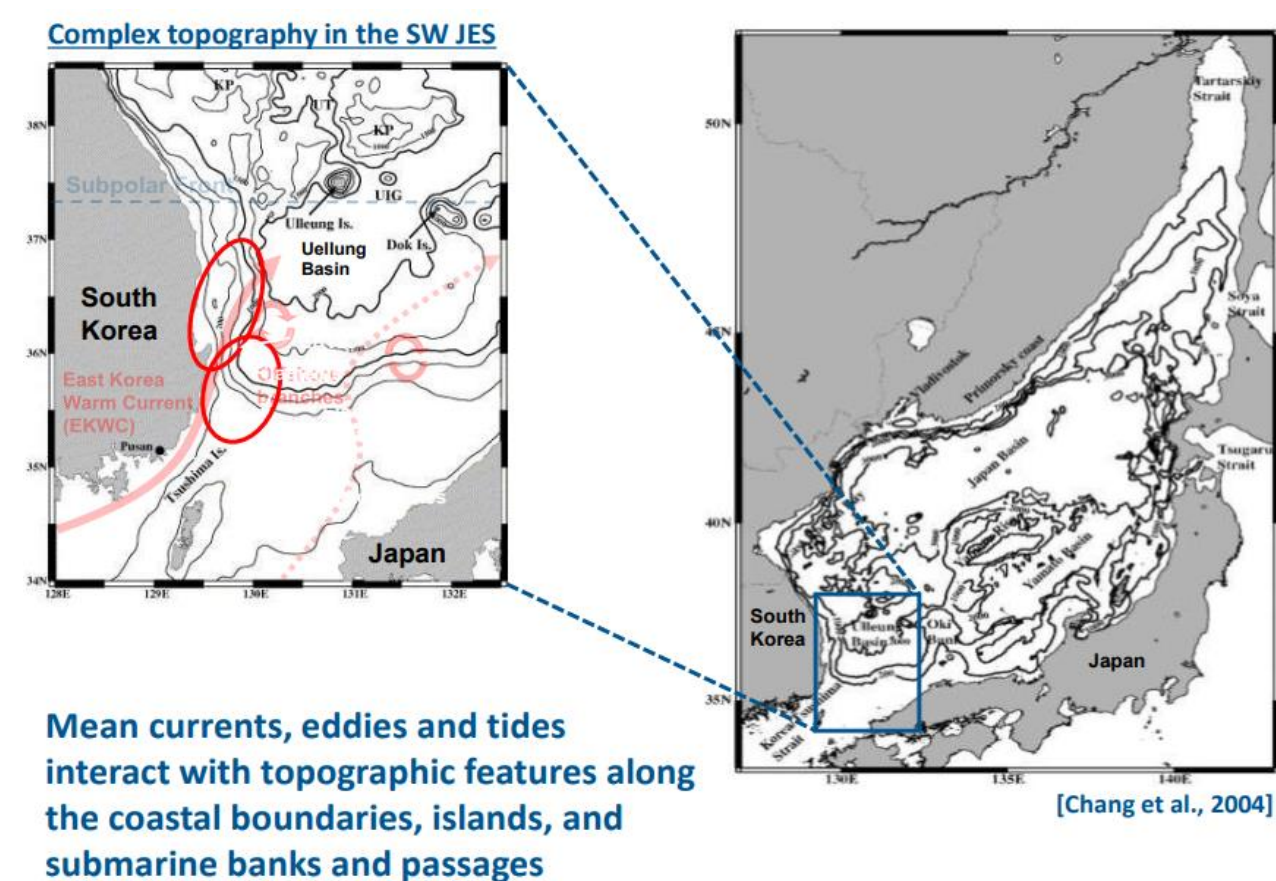 Complex topography in the SW JES
KP
UT
KP
38N
Subpolar Front
UIG
Ulleung Is.
Dok Is.
37N
Uellung
Basin
South
Korea
36N
East Korea
Warm Current
(EKWC)
Offshore
branches
Pusan
35N
Tsushima Is.
Japan
34N
128E
129E
130E
131E
132E
Tartarskiy
Strait
50N
Soya
Strait
45N
Vladivostok
Primorsky coast
Tsugaru
Strait
Japan Basin
40N
Yamato Rise
Yamato Basin
South
Korea
Ulleung
Basin
Oki
Bank
Japan
35N
Korea/Tsushima
Strait
130E
135E
140E
[Chang et al., 2004]
Mean currents, eddies and tides
interact with topographic features along
the coastal boundaries, islands, and
submarine banks and passages